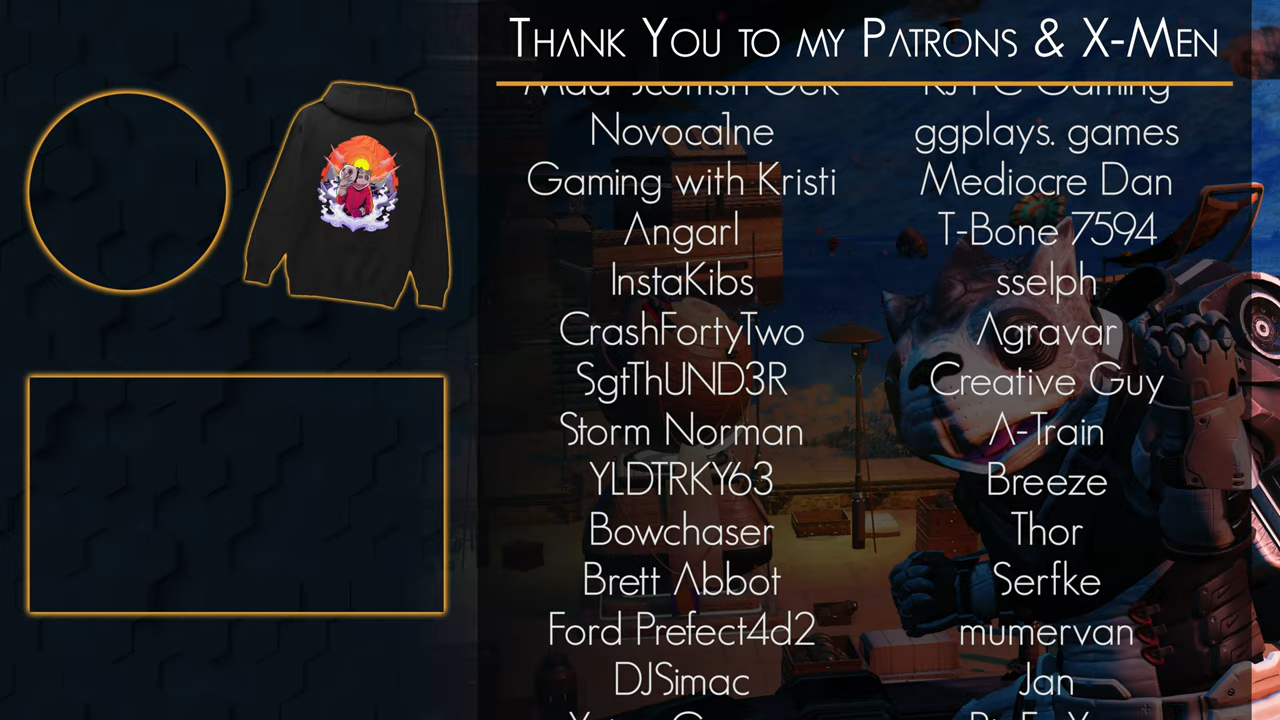 Thank You to my Patrons & X-Men
Novoca1ne ggplays. games
Gaming with Kristi Mediocre Dan
Angarl T-Bone 7594
InstaKibs sselph
CrashFortyTwo Agravar
SgtThUND3R Creative Guy
Storm Norman A-Train
YLDTRKY63 Breeze
Bowchaser Thor
Brett Abbot Serfke
Ford Prefect4d2 mumervan
DJSimac Jan